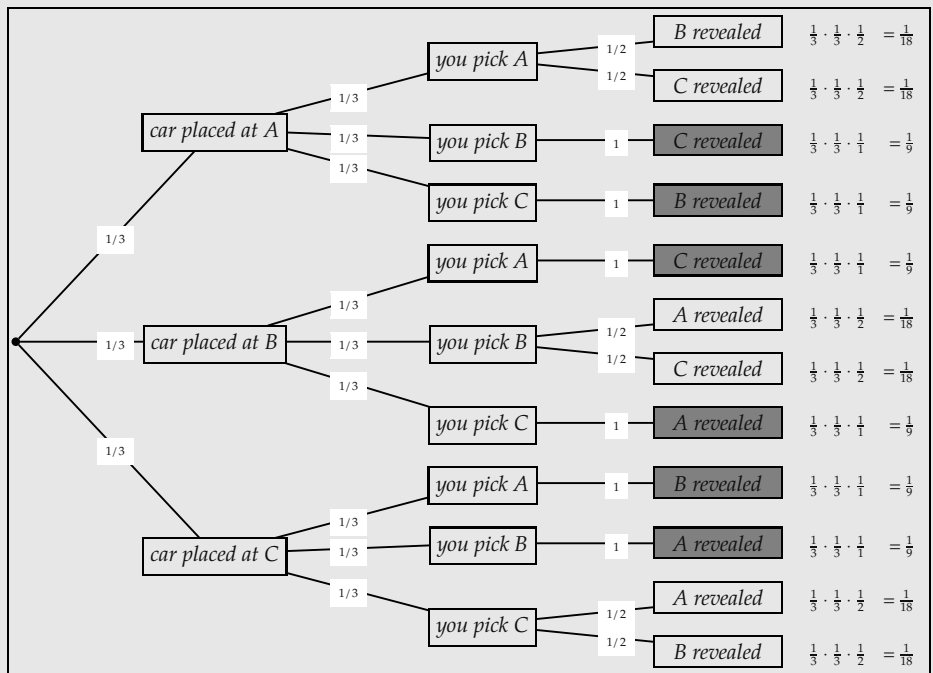 B revealed 1/3 · 1/3 · 1/2 = 1/18
you pick A
1/2
1/2
C revealed 1/3 · 1/3 · 1/2 = 1/18
1/3
car placed at A
1/3
you pick B 1 C revealed 1/3 · 1/3 · 1/1 = 1/9
1/3
you pick C 1 B revealed 1/3 · 1/3 · 1/1 = 1/9
1/3
you pick A 1 C revealed 1/3 · 1/3 · 1/1 = 1/9
1/3
A revealed 1/3 · 1/3 · 1/2 = 1/18
1/2
1/3 car placed at B 1/3 you pick B
1/2
C revealed 1/3 · 1/3 · 1/2 = 1/18
1/3
you pick C 1 A revealed 1/3 · 1/3 · 1/1 = 1/9
1/3
you pick A 1 B revealed 1/3 · 1/3 · 1/1 = 1/9
1/3
car placed at C 1/3 you pick B 1 A revealed 1/3 · 1/3 · 1/1 = 1/9
1/3
A revealed 1/3 · 1/3 · 1/2 = 1/18
1/2
you pick C
1/2
B revealed 1/3 · 1/3 · 1/2 = 1/18